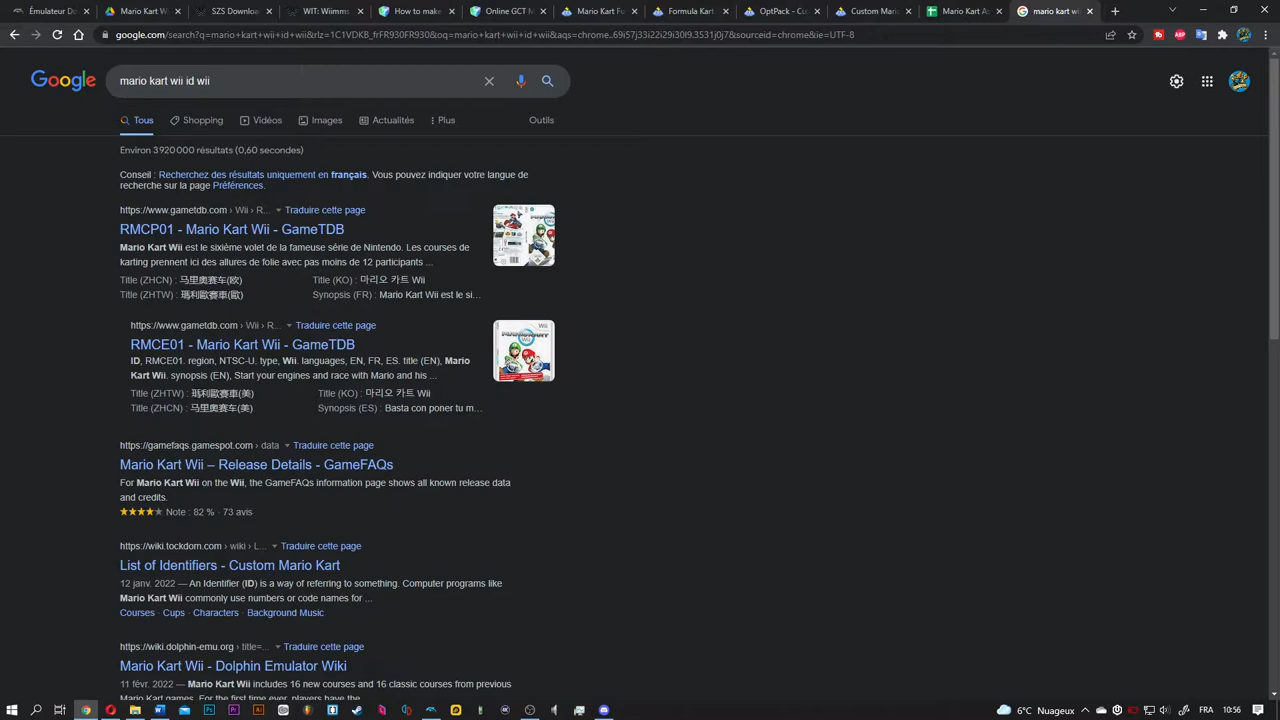 Émulateur De
Mario Kart W
SZS Downloa
WIT: Wiimms
How to make
Online GCT M
Mario Kart Fu
Formula Kart
OptPack - Co
Custom Mario
Mario Kart A
mario kart wi
google.com/search?q=mario+kart+wii+id+wii&rlz=1C1VDKB_frFR930FR930&oq=mario+kart+wii+id+wii&aqs=chrome..69i57j33i22i29i30l9.3531j0j7&sourceid=chrome&ie=UTF-8
Google
mario kart wii id wii
Tous
Shopping
Vidéos
Images
Actualités
Plus
Outils
Environ 3 920 000 résultats (0,60 secondes)
Conseil : Recherchez des résultats uniquement en français. Vous pouvez indiquer votre langue de
recherche sur la page Préférences.
https://www.gametdb.com › Wii › R... Traduire cette page
RMCP01 - Mario Kart Wii - GameTDB
Mario Kart Wii est le sixième volet de la fameuse série de Nintendo. Les courses de
karting prennent ici des allures de folie avec pas moins de 12 participants ...
Title (ZHCN) : 马里奥赛车(欧) Title (KO) : 마리오 카트 Wii
Title (ZHTW) : 瑪利歐賽車(歐) Synopsis (FR) : Mario Kart Wii est le si...
https://www.gametdb.com › Wii › R... Traduire cette page
RMCE01 - Mario Kart Wii - GameTDB
ID, RMCE01. region, NTSC-U. type, Wii. languages, EN, FR, ES. title (EN), Mario
Kart Wii. synopsis (EN), Start your engines and race with Mario and his ...
Title (ZHTW) : 瑪利歐賽車(美) Title (KO) : 마리오 카트 Wii
Title (ZHCN) : 马里奥赛车(美) Synopsis (ES) : Basta con poner tu m...
https://gamefaqs.gamespot.com › data Traduire cette page
Mario Kart Wii – Release Details - GameFAQs
For Mario Kart Wii on the Wii, the GameFAQs information page shows all known release data
and credits.
★★★★★ Note : 82 % · 73 avis
https://wiki.tockdom.com › wiki › L... Traduire cette page
List of Identifiers - Custom Mario Kart
12 janv. 2022 — An Identifier (ID) is a way of referring to something. Computer programs like
Mario Kart Wii commonly use numbers or code names for ...
Courses · Cups · Characters · Background Music
https://wiki.dolphin-emu.org › title=... Traduire cette page
Mario Kart Wii - Dolphin Emulator Wiki
11 févr. 2022 — Mario Kart Wii includes 16 new courses and 16 classic courses from previous
Mario Kart games. For the first time ever, players have the
6°C Nuageux
FRA
10:56